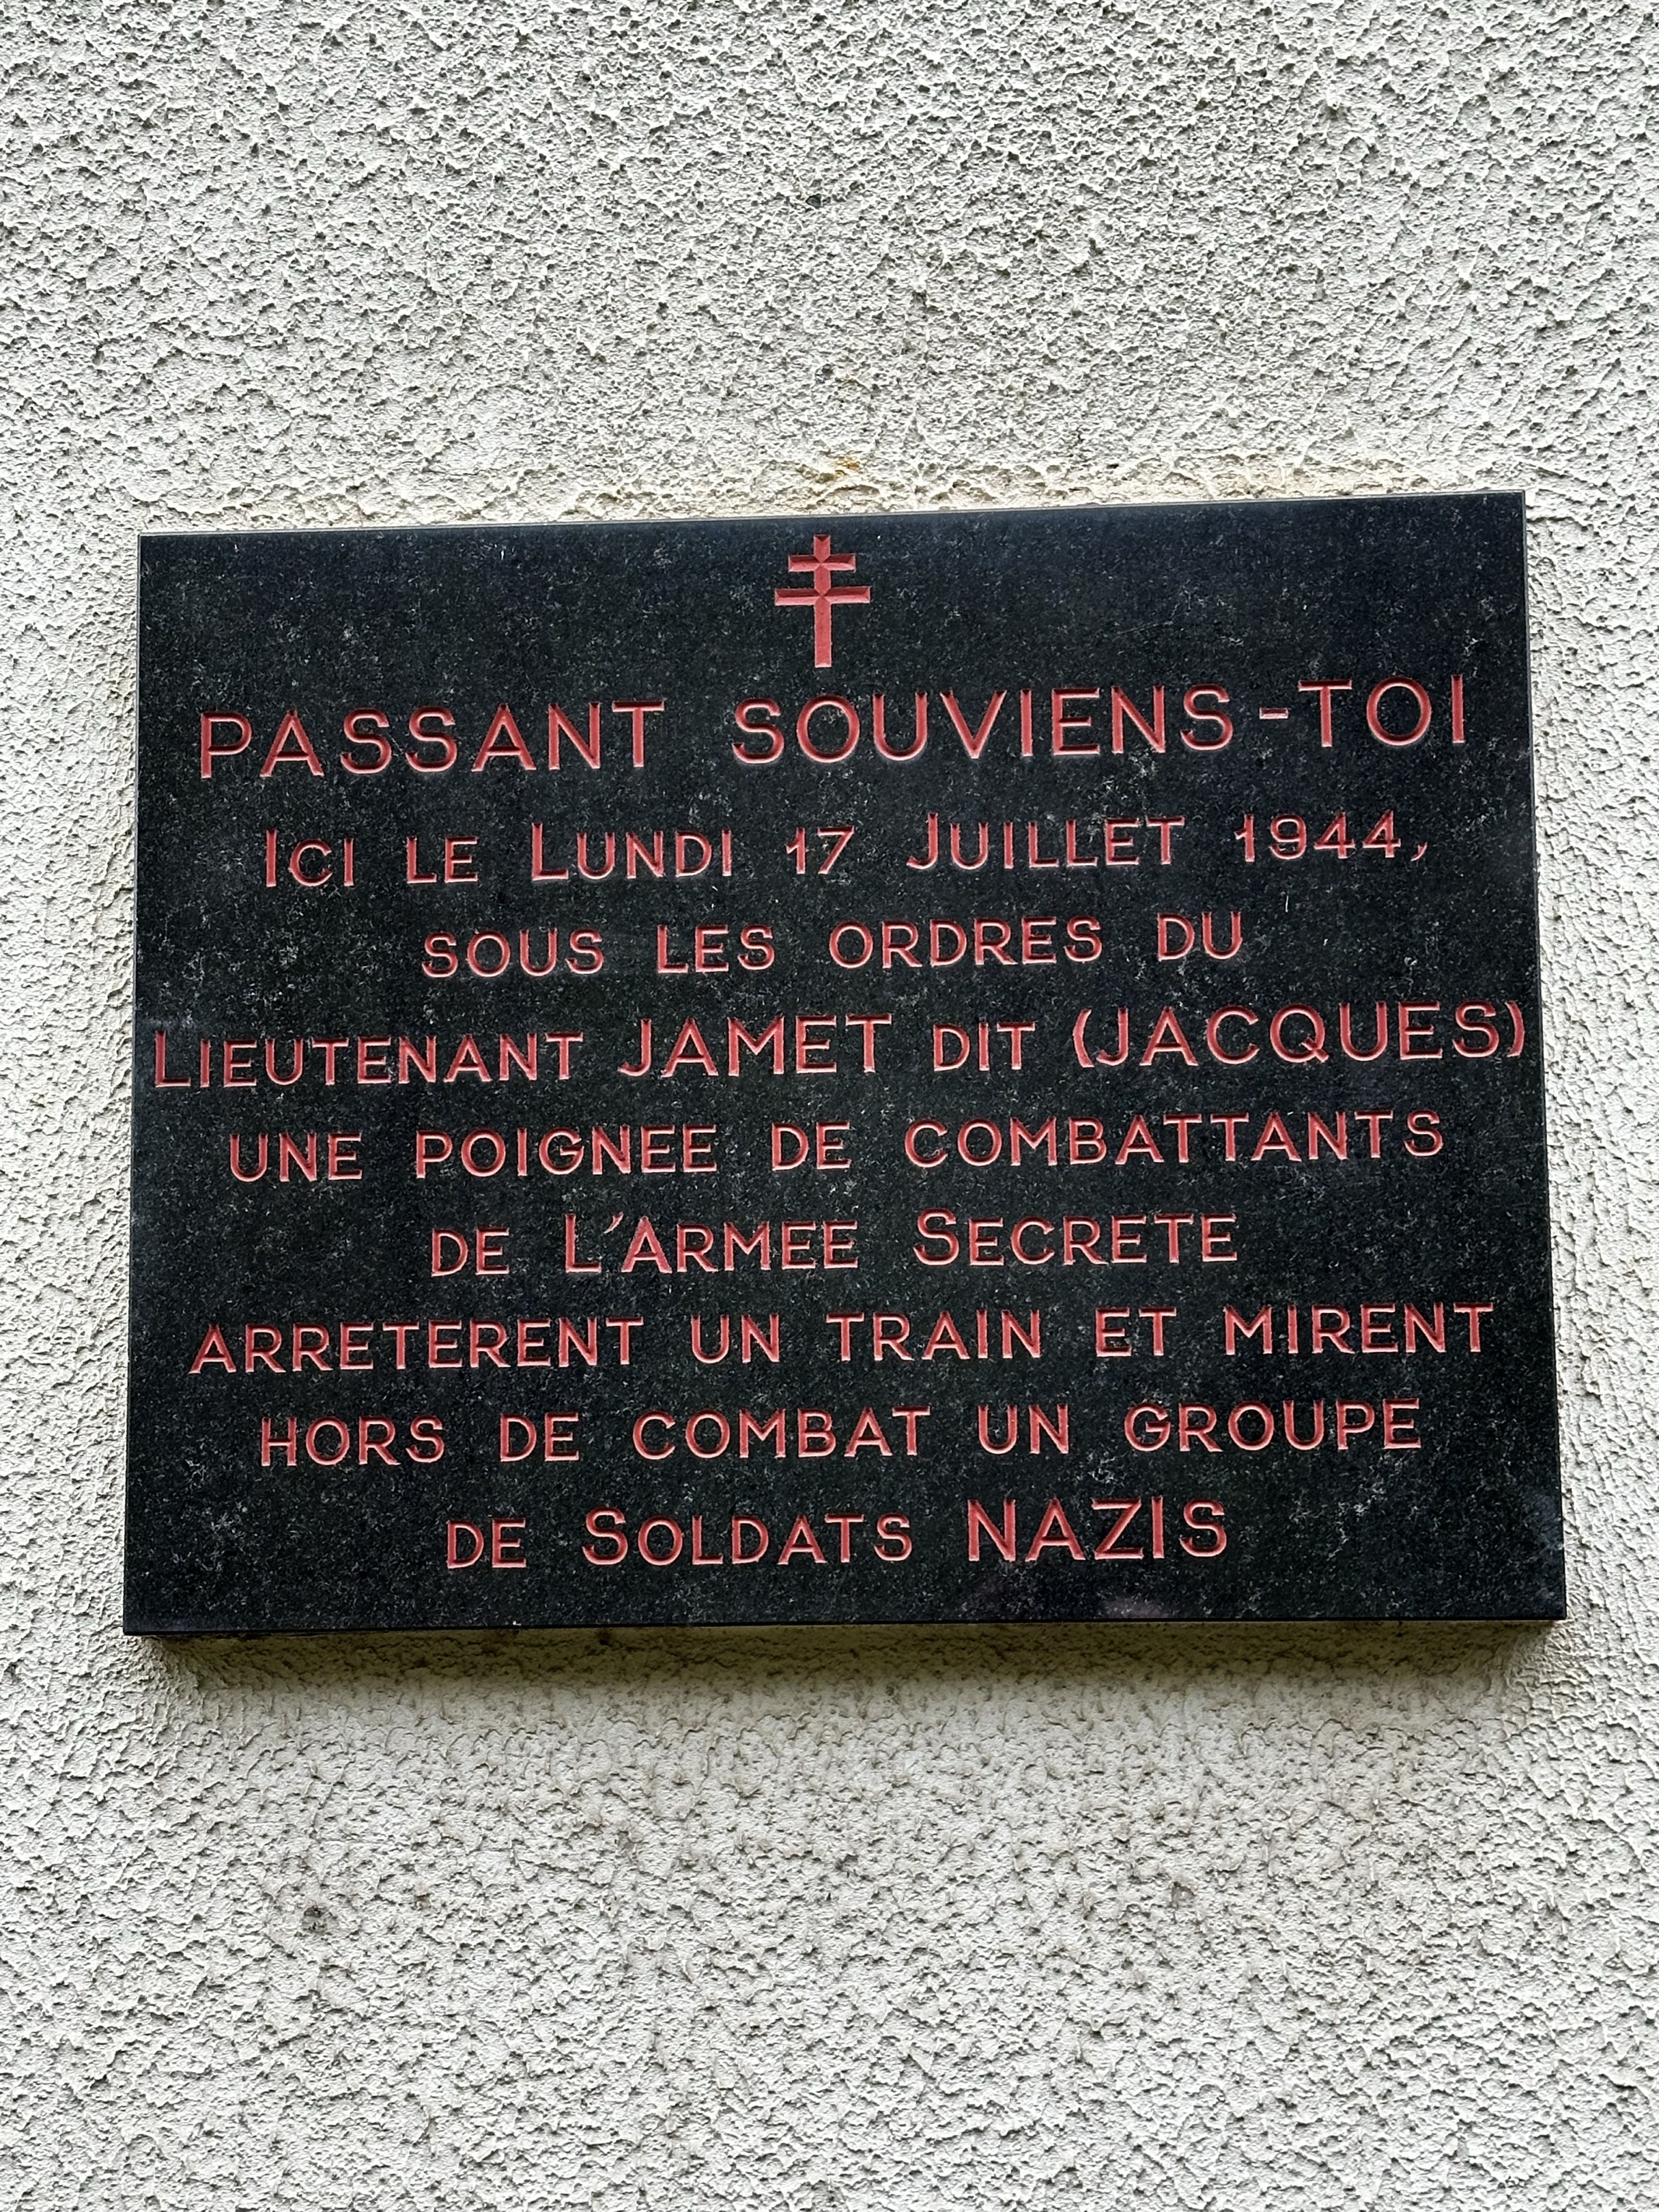 PASSANT SOUVIENS-TOI
ICI LE LUNDI 17 JUILLET 1944,
SOUS LES ORDRES DU
LIEUTENANT JAMET DIT (JACQUES)
UNE POIGNEE DE COMBATTANTS
DE L'ARMEE SECRETE
ARRETERENT UN TRAIN ET MIRENT
HORS DE COMBAT UN GROUPE
DE SOLDATS NAZIS